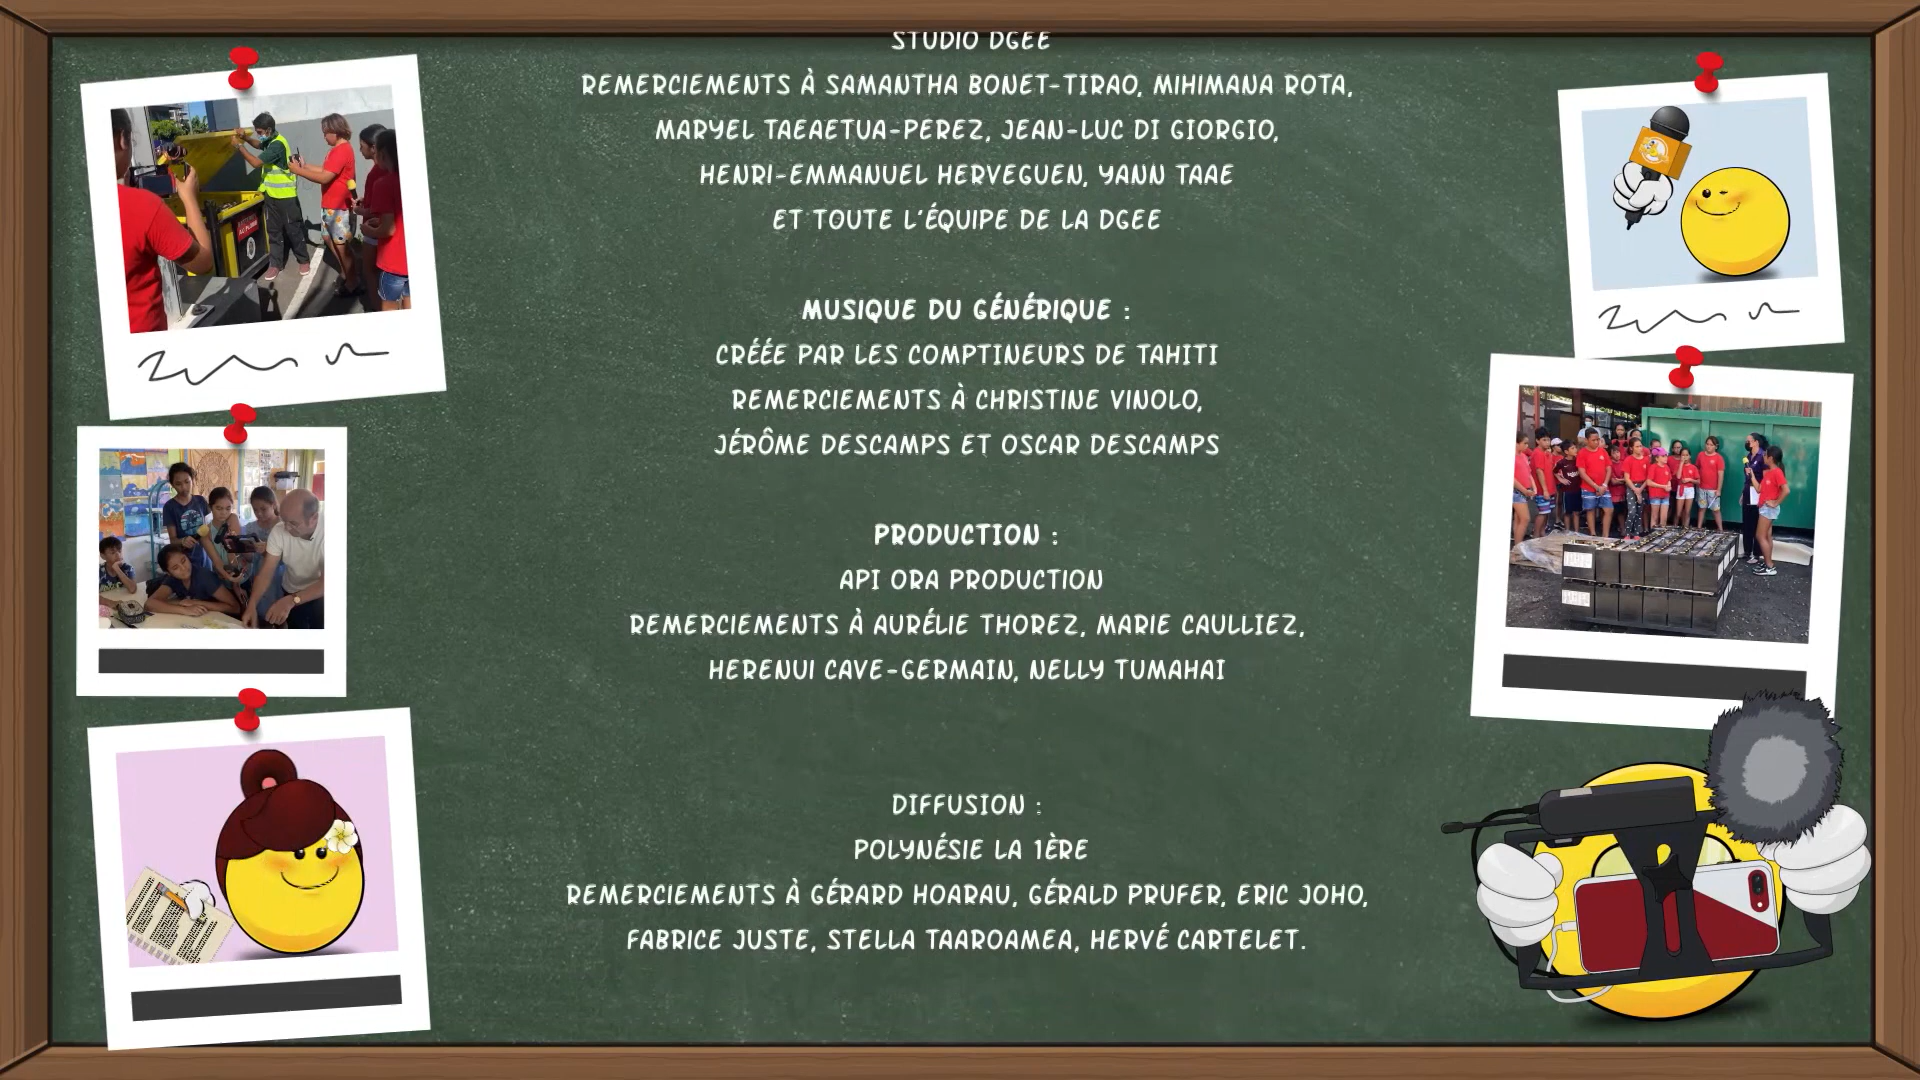 STUDIO DGEE
REMERCIEMENTS À SAMANTHA BONET-TIRAO, MIHIMANA ROTA,
MARYEL TAEAETUA-PEREZ, JEAN-LUC DI GIORGIO,
HENRI-EMMANUEL HERVEGUEN, YANN TAAE
ET TOUTE L'ÉQUIPE DE LA DGEE
MUSIQUE DU GÉNÉRIQUE :
CRÉÉE PAR LES COMPTINEURS DE TAHITI
REMERCIEMENTS À CHRISTINE VINOLO,
JÉRÔME DESCAMPS ET OSCAR DESCAMPS
PRODUCTION :
API ORA PRODUCTION
REMERCIEMENTS À AURÉLIE THOREZ, MARIE CAULLIEZ,
HERENUI CAVE-GERMAIN, NELLY TUMAHAI
DIFFUSION :
POLYNÉSIE LA 1ÈRE
REMERCIEMENTS À GÉRARD HOARAU, GÉRALD PRUFER, ERIC JOHO,
FABRICE JUSTE, STELLA TAAROAMEA, HERVÉ CARTELET.